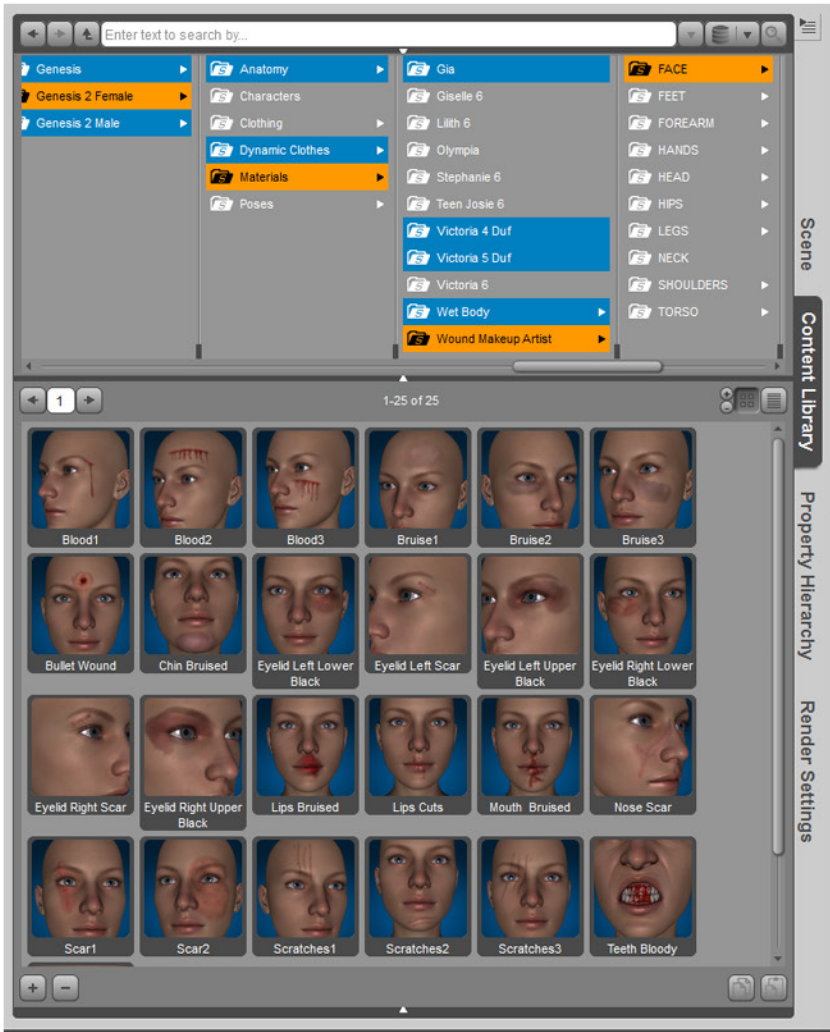 Enter text to search by...
Genesis
Genesis 2 Female
Genesis 2 Male
Anatomy
Characters
Clothing
Dynamic Clothes
Materials
Poses
Gia
Giselle 6
Lilith 6
Olympia
Stephanie 6
Teen Josie 6
Victoria 4 Duf
Victoria 5 Duf
Victoria 6
Wet Body
Wound Makeup Artist
FACE
FEET
FOREARM
HANDS
HEAD
HIPS
LEGS
NECK
SHOULDERS
TORSO
1
1-25 of 25
Blood1
Blood2
Blood3
Bruise1
Bruise2
Bruise3
Bullet Wound
Chin Bruised
Eyelid Left Lower
Black
Eyelid Left Scar
Eyelid Left Upper
Black
Eyelid Right Lower
Black
Eyelid Right Scar
Eyelid Right Upper
Black
Lips Bruised
Lips Cuts
Mouth Bruised
Nose Scar
Scar1
Scar2
Scratches1
Scratches2
Scratches3
Teeth Bloody
Scene
Content Library
Property Hierarchy
Render Settings